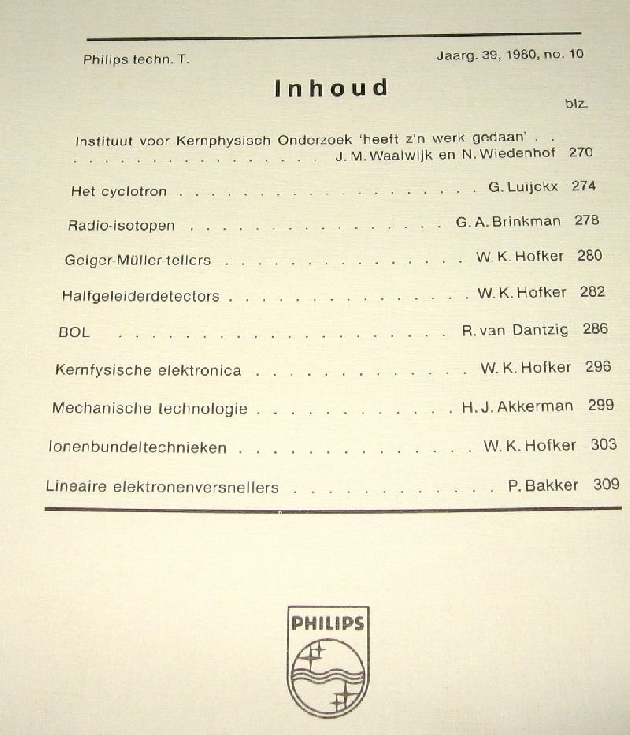 Philips techn. T. Jaarg. 39, 1980, no. 10
Inhoud
blz.
Instituut voor Kernphysisch Onderzoek 'heeft z'n werk gedaan' . .
. . . . . . . . . . . . . . . . J. M. Waalwijk en N. Wiedenhof 270
Het cyclotron . . . . . . . . . . . . . . . . . . G. Luijckx 274
Radio-isotopen . . . . . . . . . . . . . . . . G. A. Brinkman 278
Geiger-Müller-tellers . . . . . . . . . . . . . . W. K. Hofker 280
Halfgeleiderdetectors . . . . . . . . . . . . . . W. K. Hofker 282
BOL . . . . . . . . . . . . . . . . . . R. van Dantzig 286
Kernfysische elektronica . . . . . . . . . . . . W. K. Hofker 296
Mechanische technologie . . . . . . . . . . . H. J. Akkerman 299
Ionenbundeltechnieken . . . . . . . . . . . . . W. K. Hofker 303
Lineaire elektronenversnellers . . . . . . . . . . . P. Bakker 309
PHILIPS